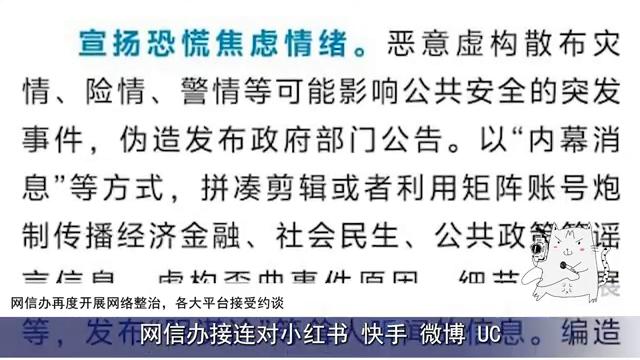 宣扬恐慌焦虑情绪。恶意虚构散布灾
情、险情、警情等可能影响公共安全的突发
事件，伪造发布政府部门公告。以“内幕消
息”等方式，拼凑剪辑或者利用矩阵账号炮
制传播经济金融、社会民生、公共政
网信办再度开展网络整治，各大平台接受约谈
等，发布
信息。编造
网信办接连对小红书 快手 微博 UC